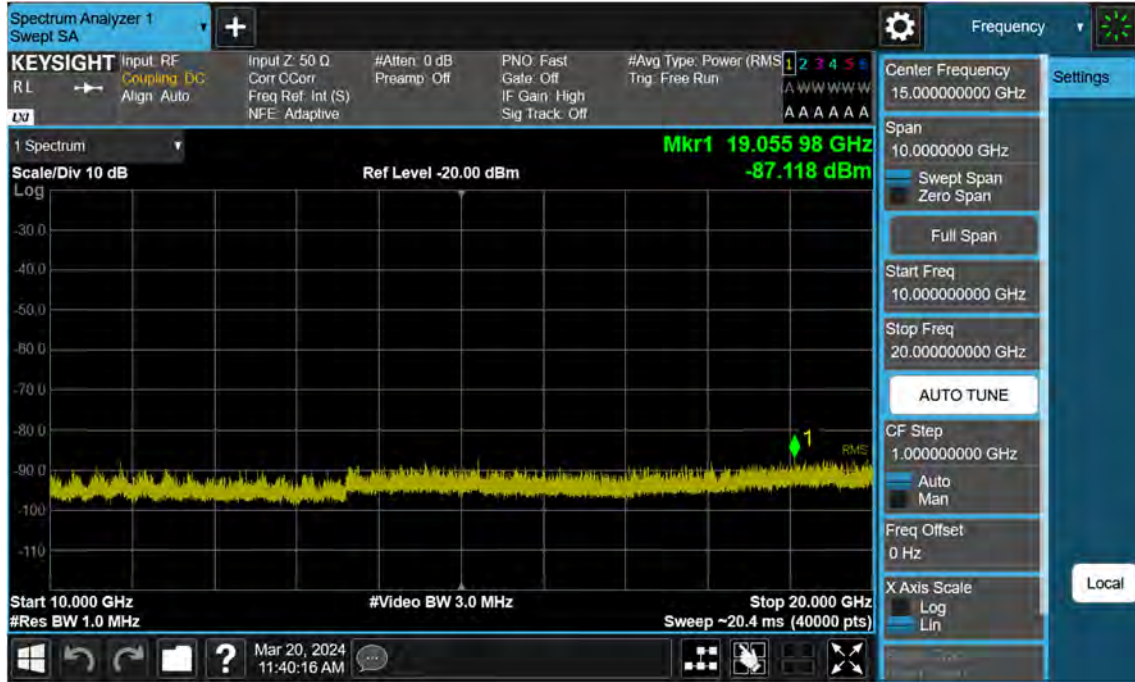 Spectrum Analyzer 1
Swept SA
+
Frequency
KEYSIGHT
RL
LXI
Input: RF
Coupling: DC
Align: Auto
Input Z: 50 Ω
Corr CCorr
Freq Ref: Int (S)
NFE: Adaptive
#Atten: 0 dB
Preamp: Off
PNO: Fast
Gate: Off
IF Gain: High
Sig Track: Off
#Avg Type: Power (RMS
Trig: Free Run
1 2 3 4 5 6
A W W W W W
A A A A A A
1 Spectrum
Scale/Div 10 dB
Ref Level -20.00 dBm
Mkr1 19.055 98 GHz
-87.118 dBm
Log
-30.0
-40.0
-50.0
-60.0
-70.0
-80.0
-90.0
-100
-110
1
RMS
Start 10.000 GHz
#Res BW 1.0 MHz
#Video BW 3.0 MHz
Stop 20.000 GHz
Sweep ~20.4 ms (40000 pts)
?
Mar 20, 2024
11:40:16 AM
Center Frequency
15.000000000 GHz
Span
10.0000000 GHz
Swept Span
Zero Span
Full Span
Start Freq
10.000000000 GHz
Stop Freq
20.000000000 GHz
AUTO TUNE
CF Step
1.000000000 GHz
Auto
Man
Freq Offset
0 Hz
X Axis Scale
Log
Lin
Settings
Local